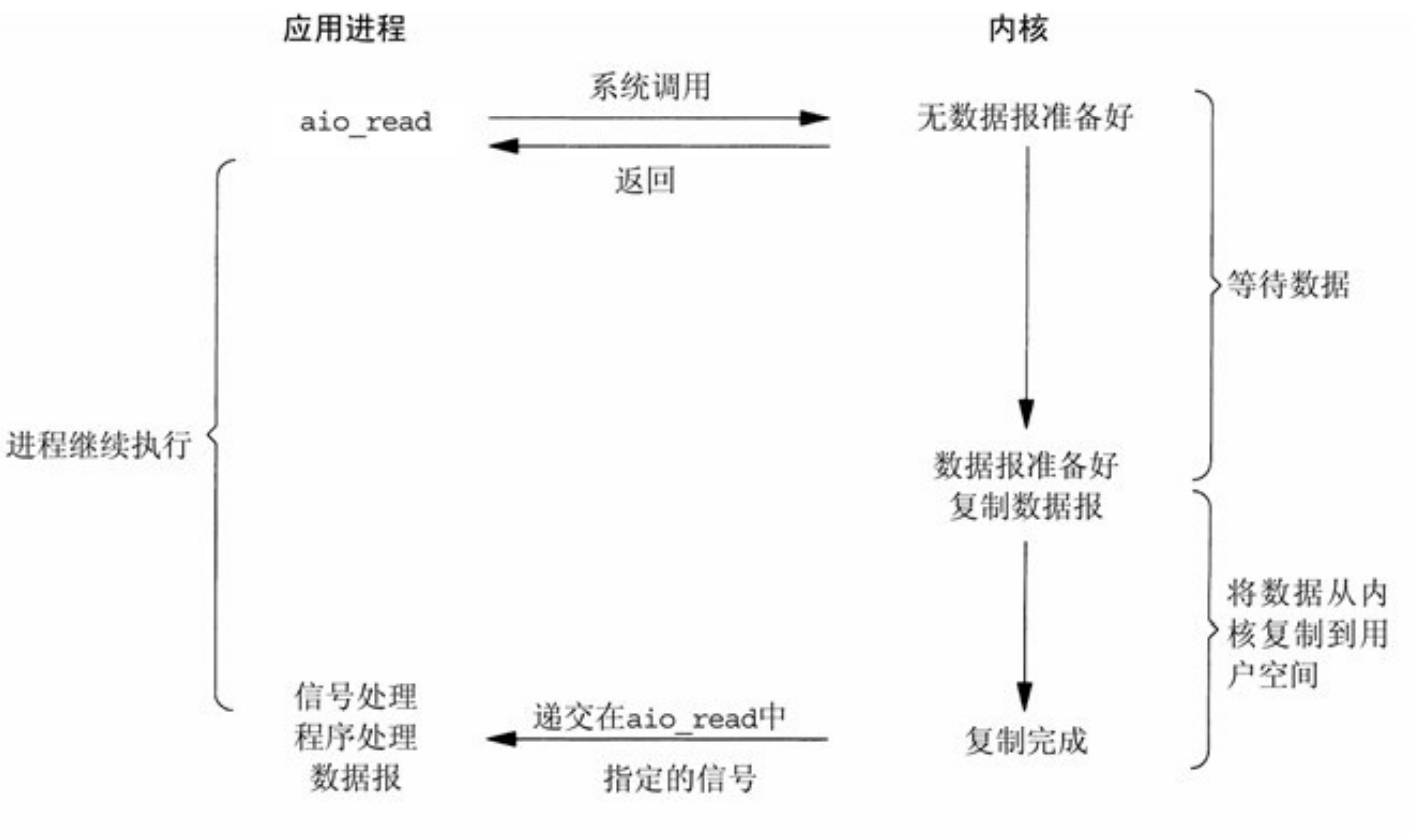 应用进程
内核
系统调用
aio_read
无数据报准备好
返回
等待数据
进程继续执行
数据报准备好
复制数据报
将数据从内
核复制到用
户空间
信号处理
程序处理
数据报
递交在aio_read中
指定的信号
复制完成